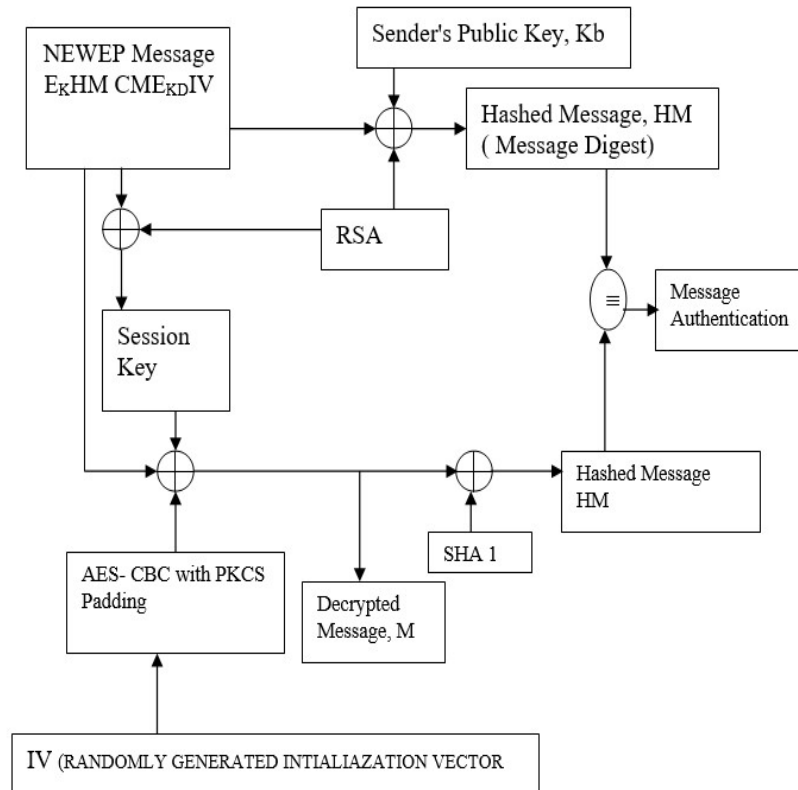 Sender's Public Key, Kb
NEWEP Message
EKHM CMEKDIV
Hashed Message, HM
( Message Digest)
RSA
≡
Message
Authentication
Session
Key
Hashed Message
HM
SHA 1
AES- CBC with PKCS
Padding
Decrypted
Message, M
IV (RANDOMLY GENERATED INTIALIAZATION VECTOR